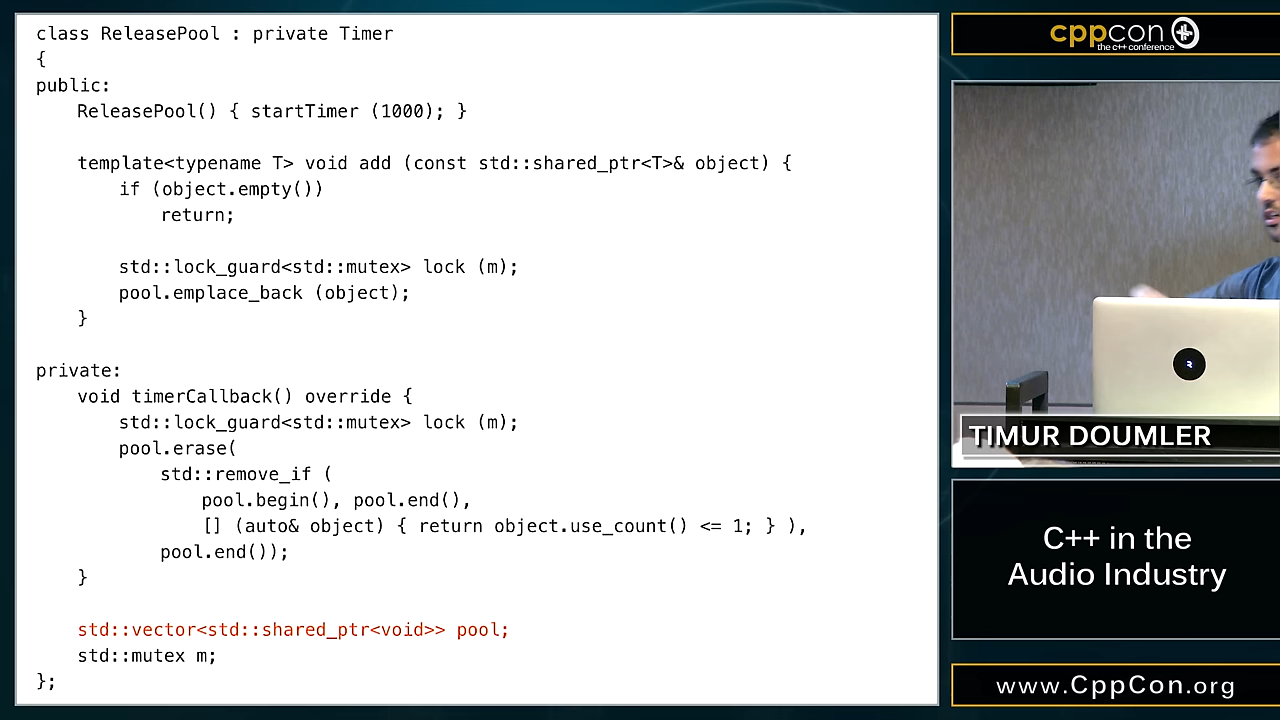 class ReleasePool : private Timer
{
public:
ReleasePool() { startTimer (1000); }
template<typename T> void add (const std::shared_ptr<T>& object) {
if (object.empty())
return;
std::lock_guard<std::mutex> lock (m);
pool.emplace_back (object);
}
private:
void timerCallback() override {
std::lock_guard<std::mutex> lock (m);
pool.erase(
std::remove_if (
pool.begin(), pool.end(),
[] (auto& object) { return object.use_count() <= 1; } ),
pool.end());
}
std::vector<std::shared_ptr<void>> pool;
std::mutex m;
};
cppcon
the c++ conference
TIMUR DOUMLER
C++ in the
Audio Industry
www.CppCon.org